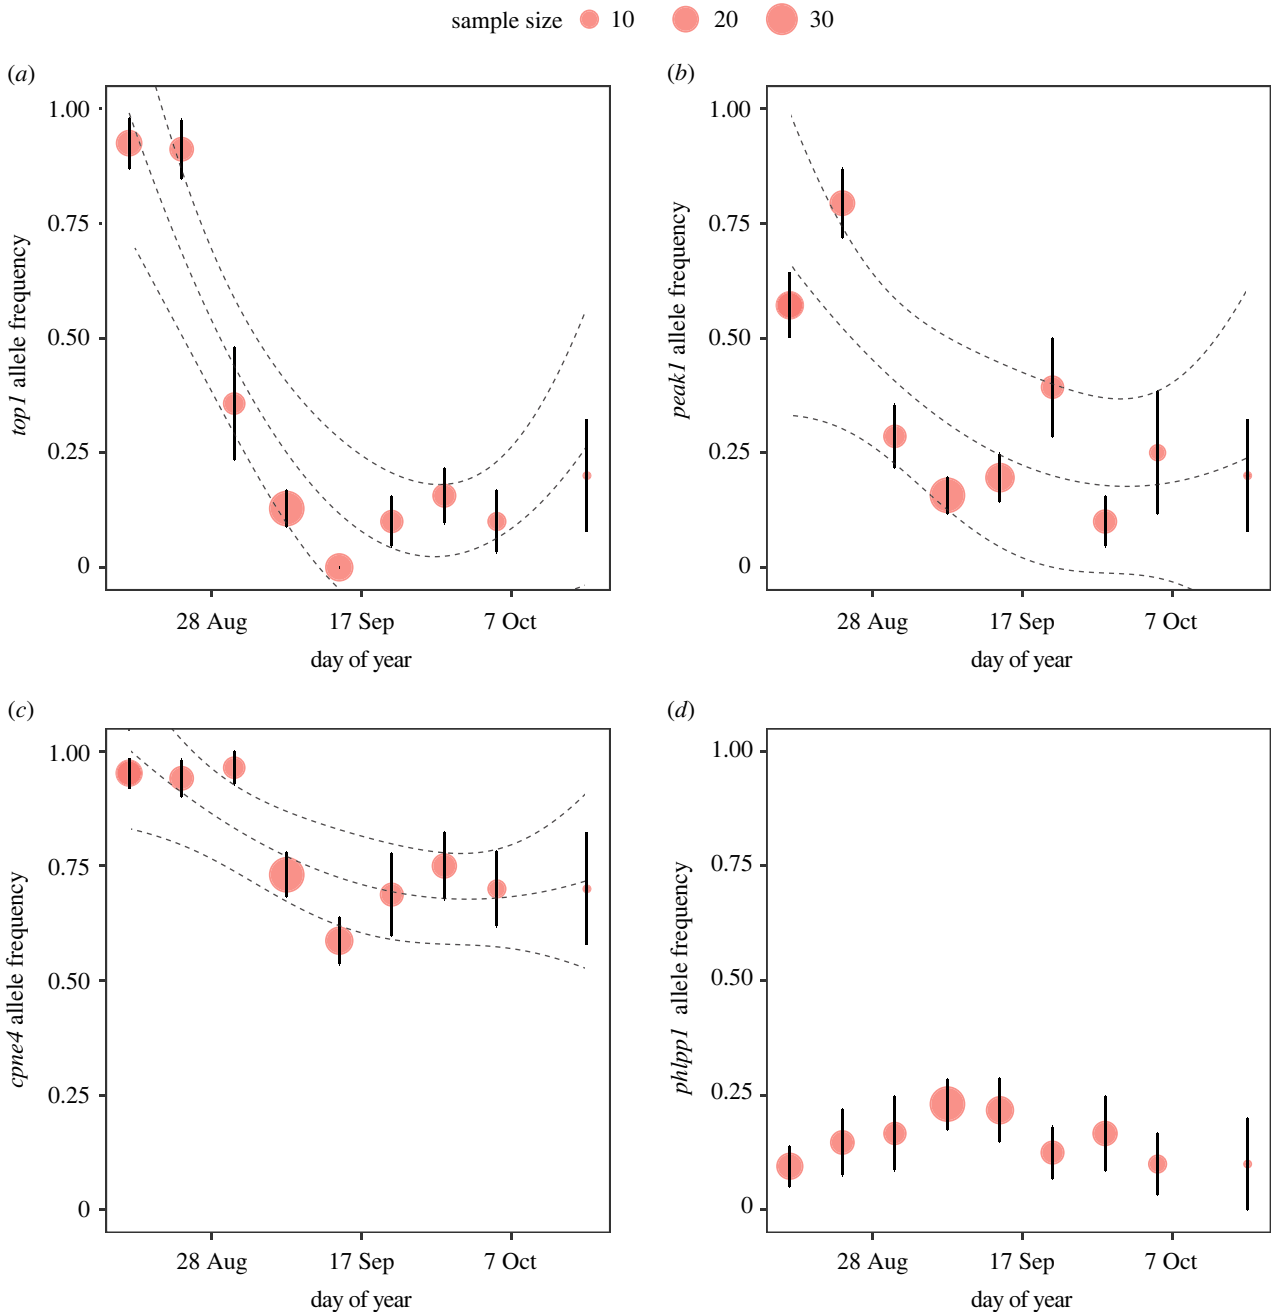 sample size 10 20 30
(a)
1.00
0.75
0.50
0.25
0
top1 allele frequency
28 Aug 17 Sep 7 Oct
day of year
(b)
1.00
0.75
0.50
0.25
0
peak1 allele frequency
28 Aug 17 Sep 7 Oct
day of year
(c)
1.00
0.75
0.50
0.25
0
cpne4 allele frequency
28 Aug 17 Sep 7 Oct
day of year
(d)
1.00
0.75
0.50
0.25
0
phlpp1 allele frequency
28 Aug 17 Sep 7 Oct
day of year